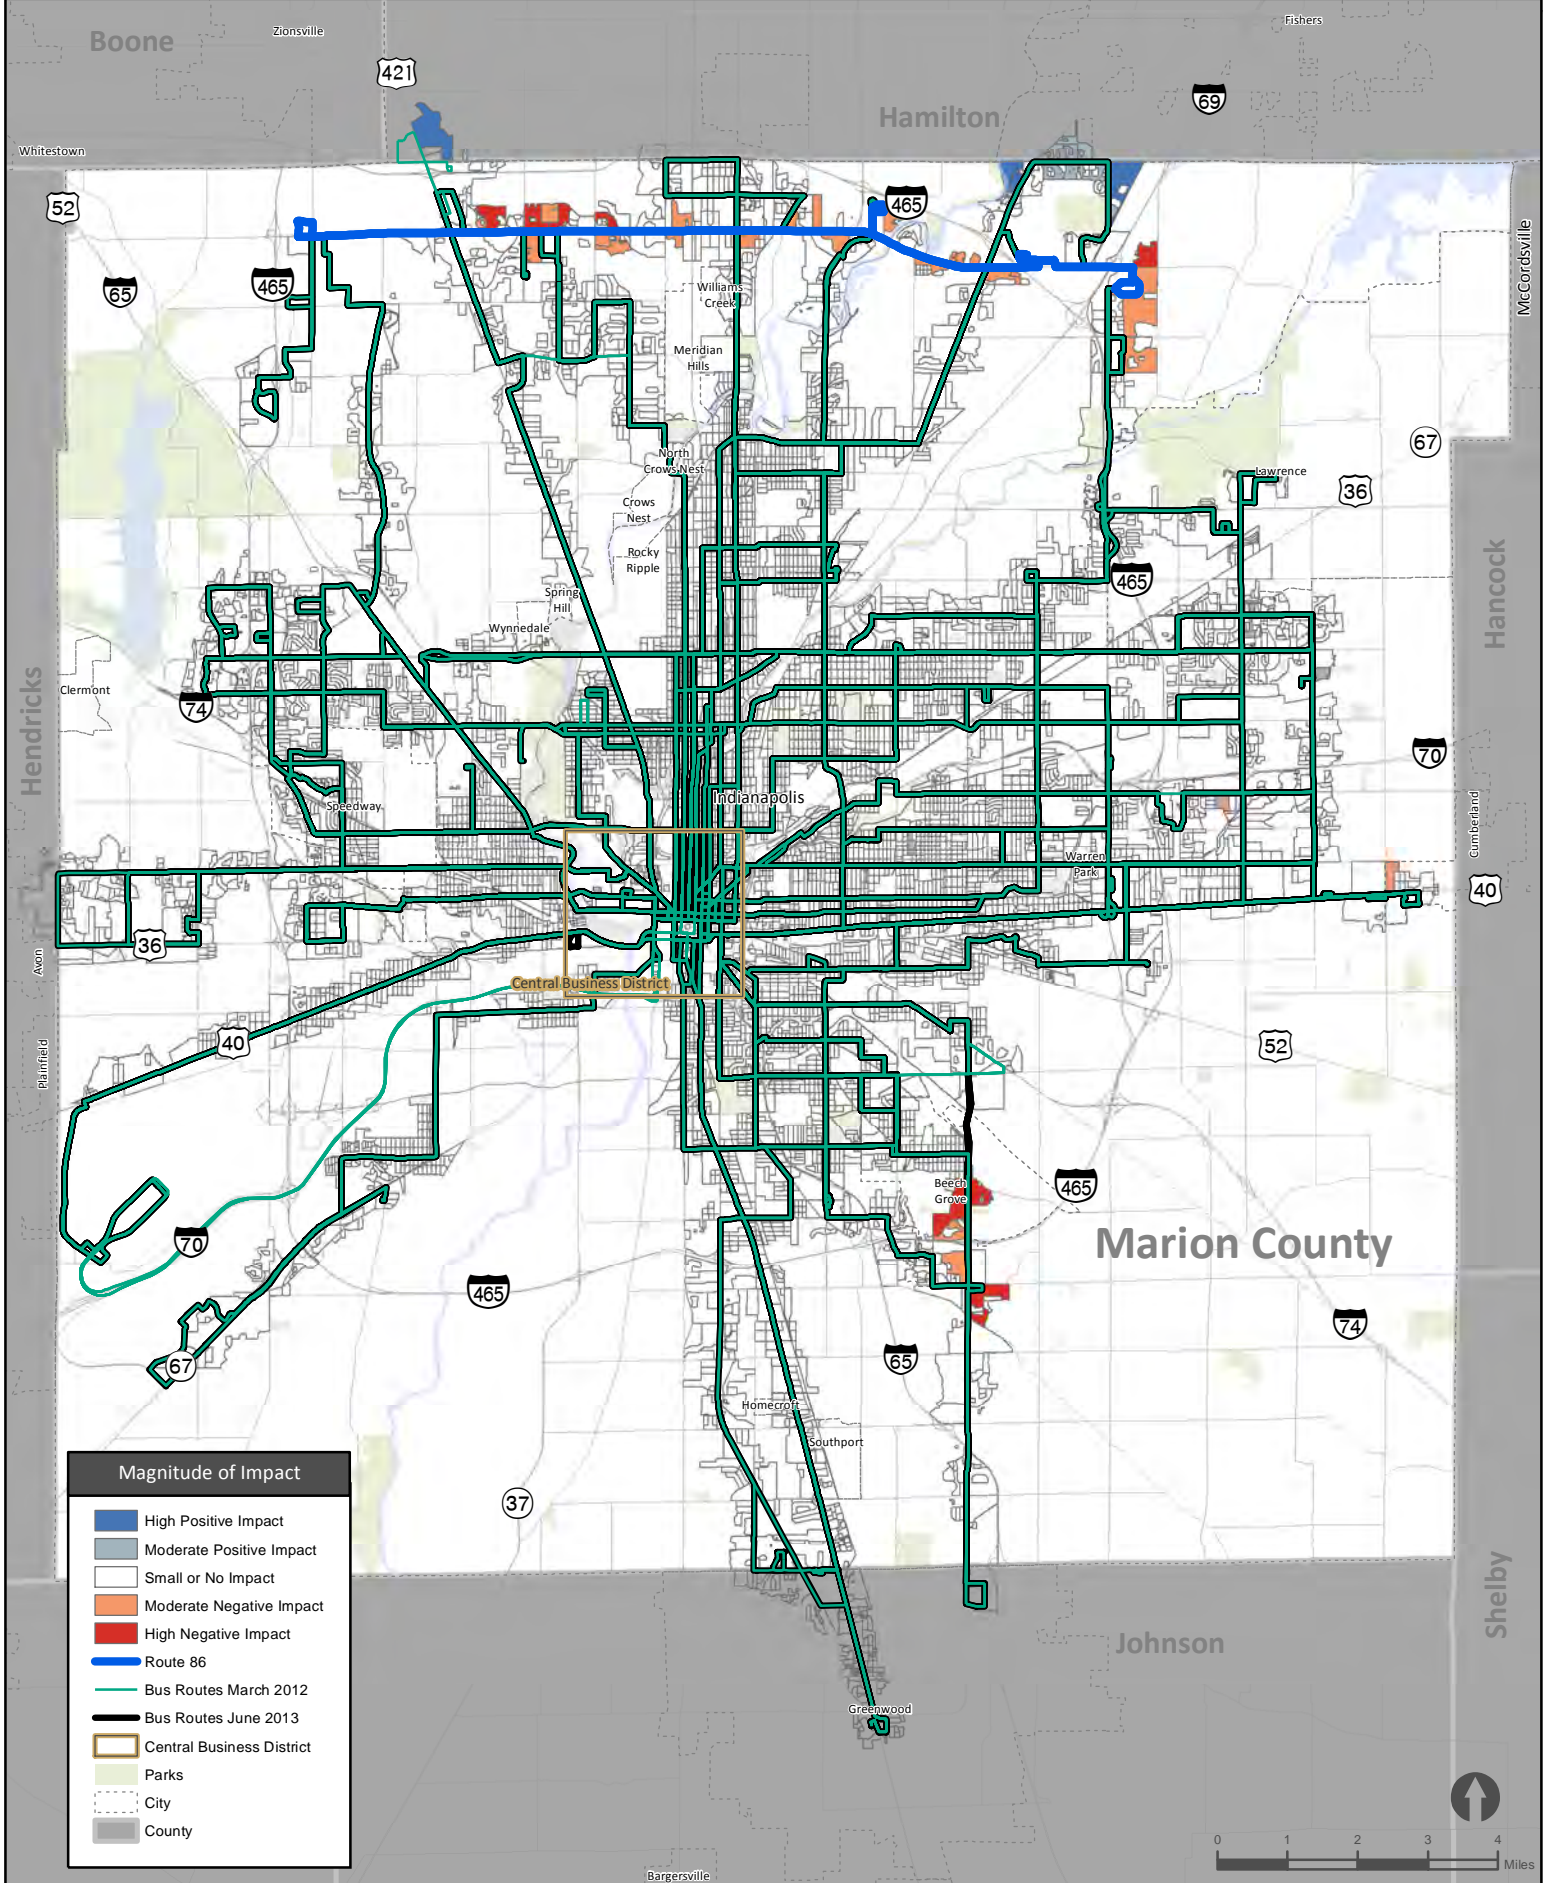 Boone
Zionsville
Fishers
421
69
Hamilton
Whitestown
52
465
McCordsville
65
465
Williams
Creek
Meridian
Hills
67
North
Crows Nest
Lawrence
36
Crows
Nest
Rocky
Ripple
465
Hancock
Spring
Hill
Wynnedale
Hendricks
Clermont
74
70
Indianapolis
Speedway
Cumberland
Warren
Park
40
36
Avon
Central Business District
40
52
Plainfield
Beech
Grove
465
70
Marion County
465
74
67
65
Homecroft
Southport
37
Magnitude of Impact
High Positive Impact
Moderate Positive Impact
Small or No Impact
Moderate Negative Impact
High Negative Impact
Route 86
Bus Routes March 2012
Bus Routes June 2013
Central Business District
Parks
City
County
Shelby
Johnson
Greenwood
0 1 2 3 4
Miles
Bargersville